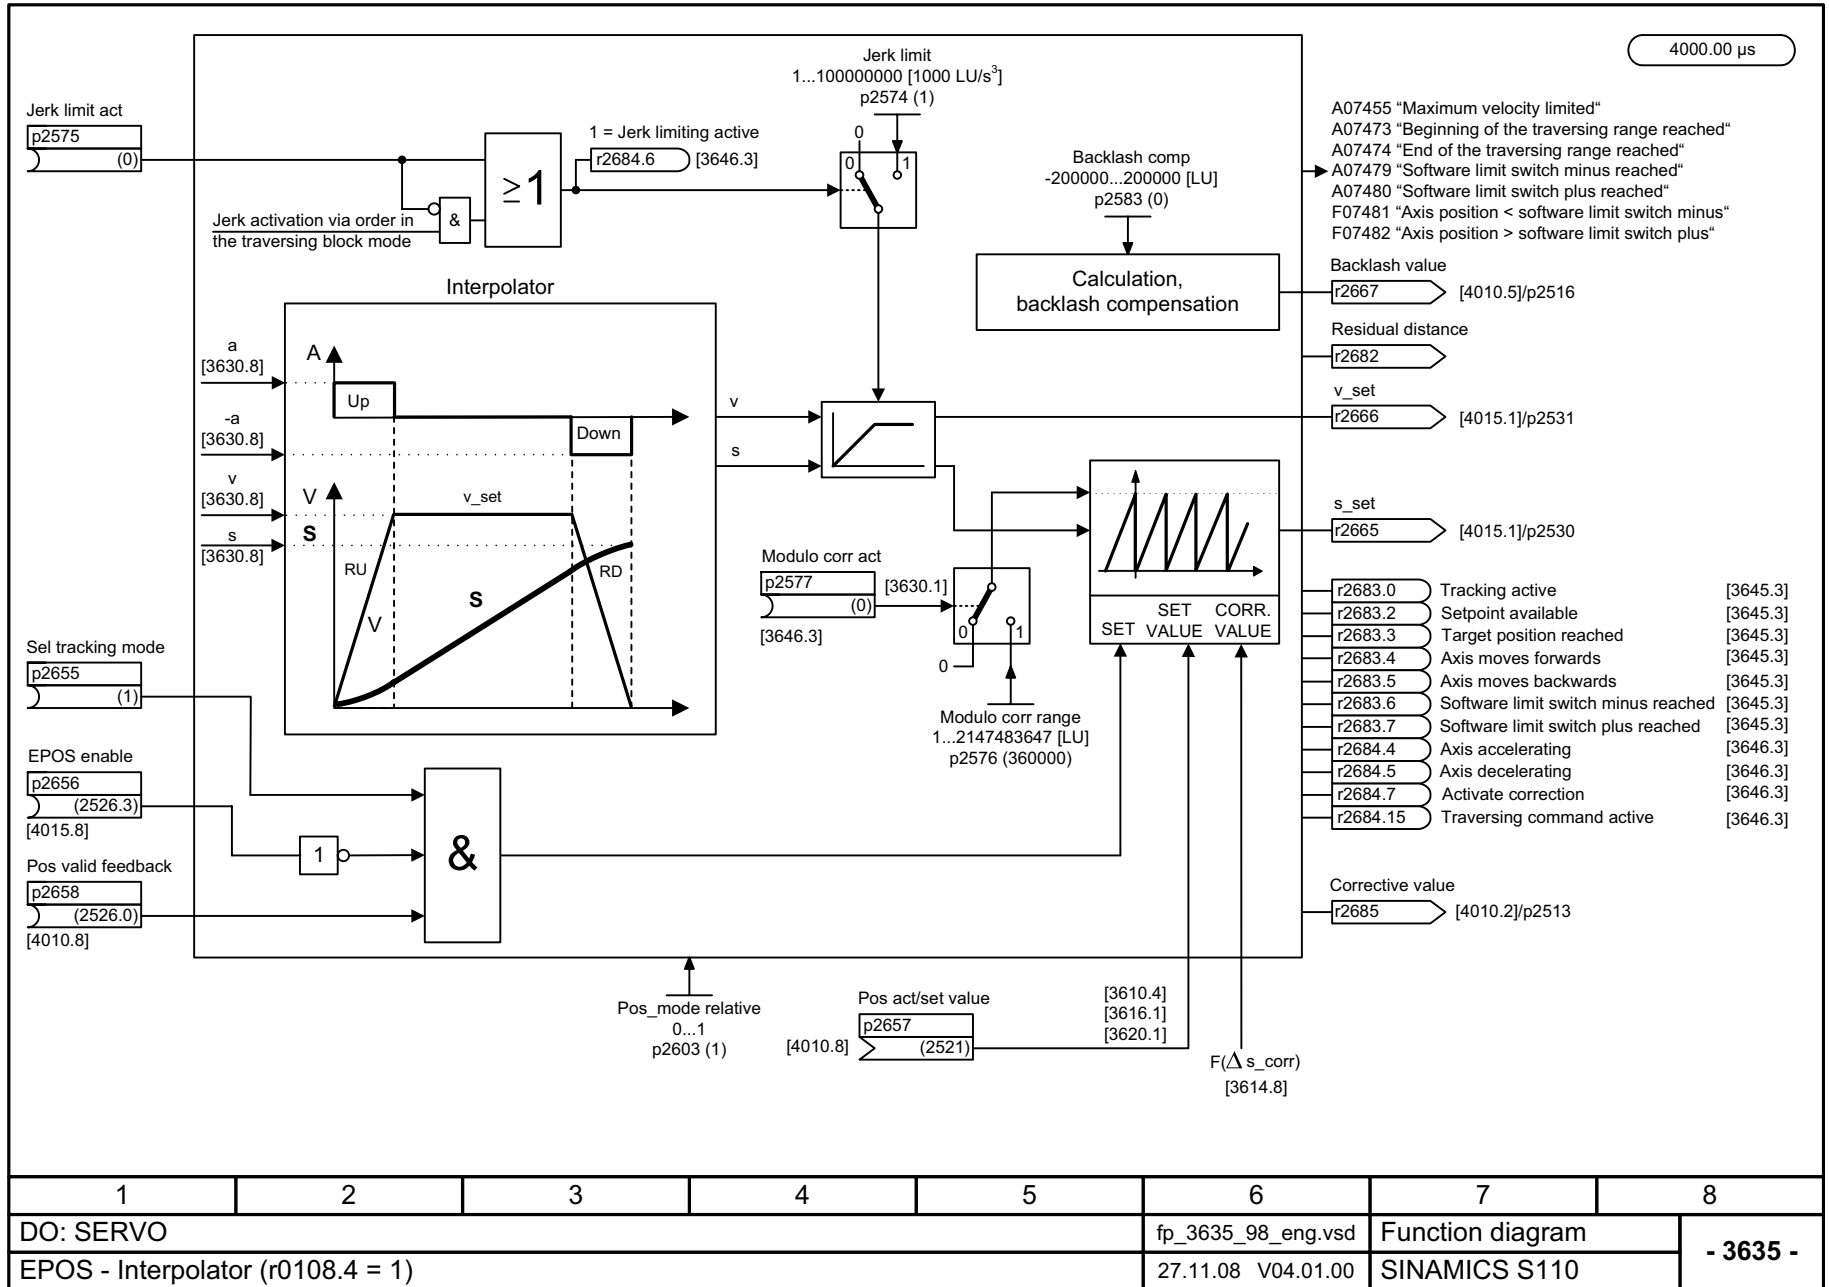 4000.00 µs
Jerk limit
1...100000000 [1000 LU/s³]
p2574 (1)
0
0 1
Jerk limit act
p2575
(0)
1 = Jerk limiting active
r2684.6 [3646.3]
≥1
&
Jerk activation via order in
the traversing block mode
Backlash comp
-200000...200000 [LU]
p2583 (0)
Calculation,
backlash compensation
A07455 “Maximum velocity limited“
A07473 “Beginning of the traversing range reached“
A07474 “End of the traversing range reached“
A07479 “Software limit switch minus reached“
A07480 “Software limit switch plus reached“
F07481 “Axis position < software limit switch minus“
F07482 “Axis position > software limit switch plus“
Backlash value
r2667 [4010.5]/p2516
Residual distance
r2682
v_set
r2666 [4015.1]/p2531
s_set
r2665 [4015.1]/p2530
Interpolator
a
[3630.8]
-a
[3630.8]
v
[3630.8]
s
[3630.8]
A
Up
Down
V
S
v_set
RU
V
S
RD
v
s
Modulo corr act
p2577
(0)
[3630.1]
[3646.3]
0 1
0
Modulo corr range
1...2147483647 [LU]
p2576 (360000)
SET
SET
VALUE
CORR.
VALUE
Sel tracking mode
p2655
(1)
EPOS enable
p2656
(2526.3)
[4015.8]
1
Pos valid feedback
p2658
(2526.0)
[4010.8]
&
r2683.0 Tracking active [3645.3]
r2683.2 Setpoint available [3645.3]
r2683.3 Target position reached [3645.3]
r2683.4 Axis moves forwards [3645.3]
r2683.5 Axis moves backwards [3645.3]
r2683.6 Software limit switch minus reached [3645.3]
r2683.7 Software limit switch plus reached [3645.3]
r2684.4 Axis accelerating [3646.3]
r2684.5 Axis decelerating [3646.3]
r2684.7 Activate correction [3646.3]
r2684.15 Traversing command active [3646.3]
Corrective value
r2685 [4010.2]/p2513
Pos_mode relative
0...1
p2603 (1)
Pos act/set value
p2657
[4010.8] (2521)
[3610.4]
[3616.1]
[3620.1]
F(Δ s_corr)
[3614.8]
1 2 3 4 5 6 7 8
DO: SERVO fp_3635_98_eng.vsd Function diagram
- 3635 -
EPOS - Interpolator (r0108.4 = 1) 27.11.08 V04.01.00 SINAMICS S110